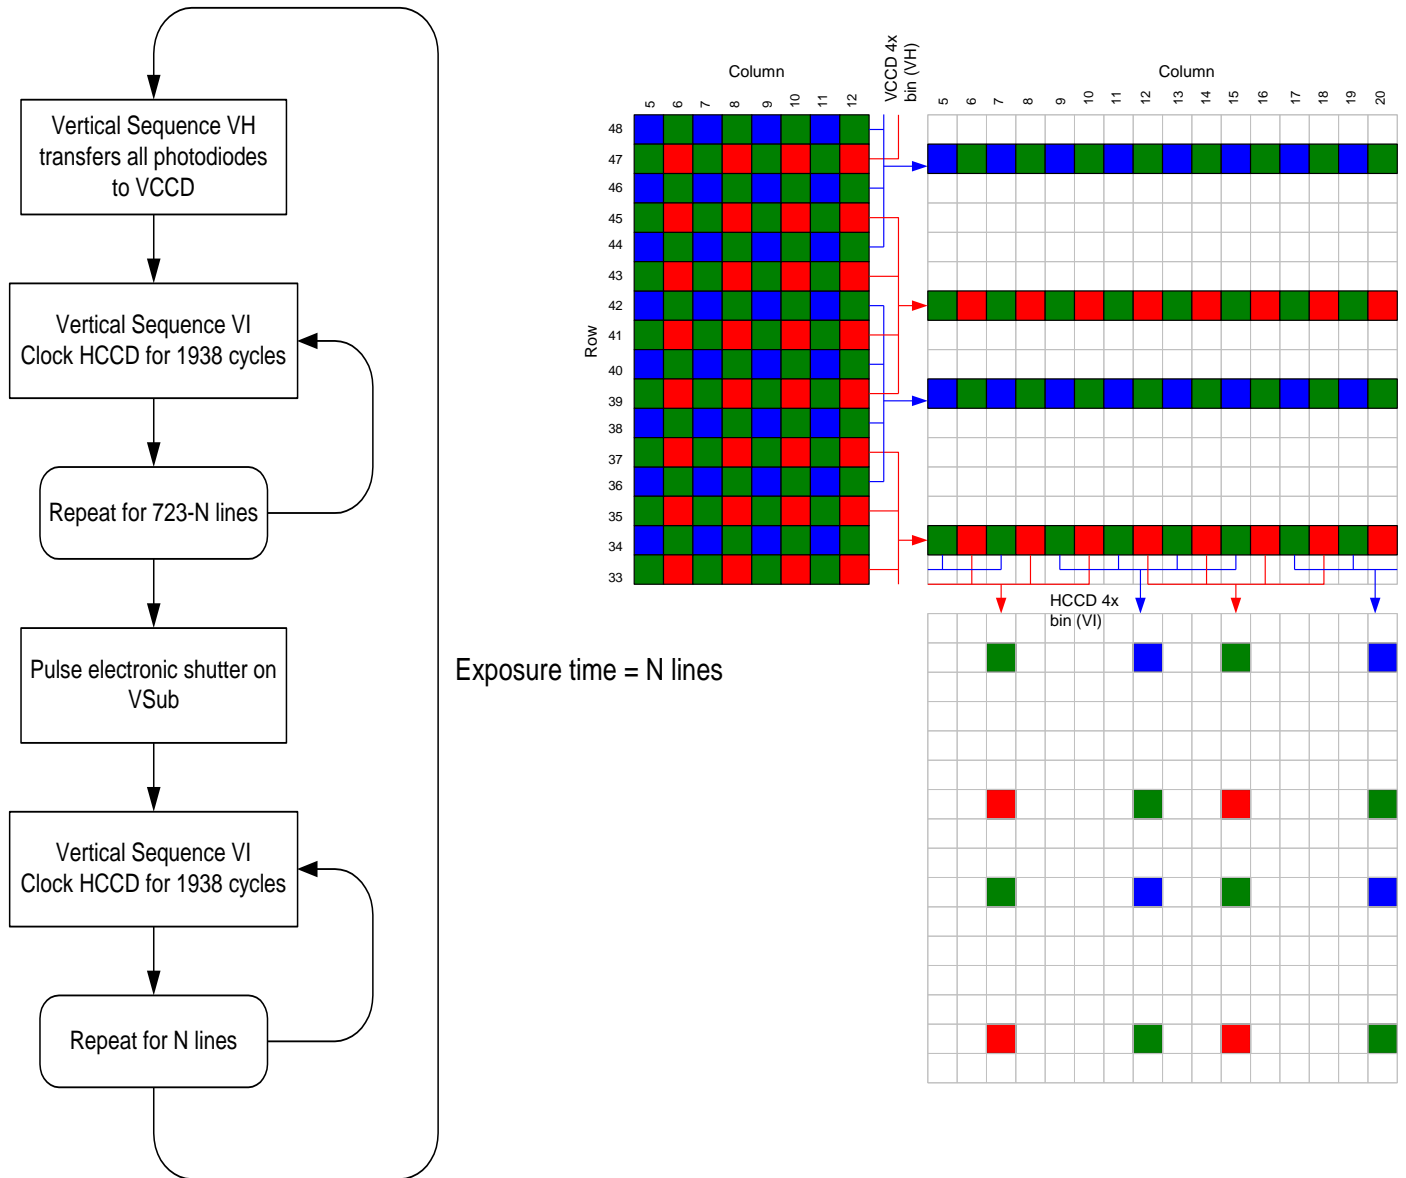 Vertical Sequence VH
transfers all photodiodes
to VCCD
Vertical Sequence VI
Clock HCCD for 1938 cycles
Repeat for 723-N lines
Pulse electronic shutter on
VSub
Vertical Sequence VI
Clock HCCD for 1938 cycles
Repeat for N lines
Exposure time = N lines
Column
5 6 7 8 9 10 11 12
VCCD 4x
bin (VH)
Row
48
47
46
45
44
43
42
41
40
39
38
37
36
35
34
33
Column
5 6 7 8 9 10 11 12 13 14 15 16 17 18 19 20
HCCD 4x
bin (VI)